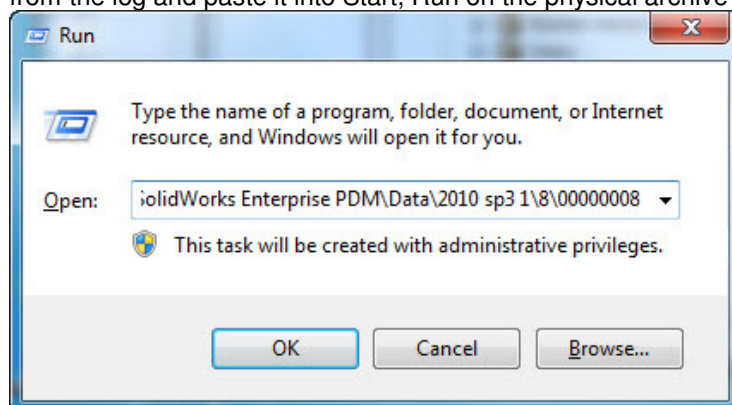 from the log and paste it into Start, Run on the physical archive
Run
Type the name of a program, folder, document, or Internet
resource, and Windows will open it for you.
Open:
SolidWorks Enterprise PDM\Data\2010 sp3 1\8\00000008
This task will be created with administrative privileges.
OK
Cancel
Browse...